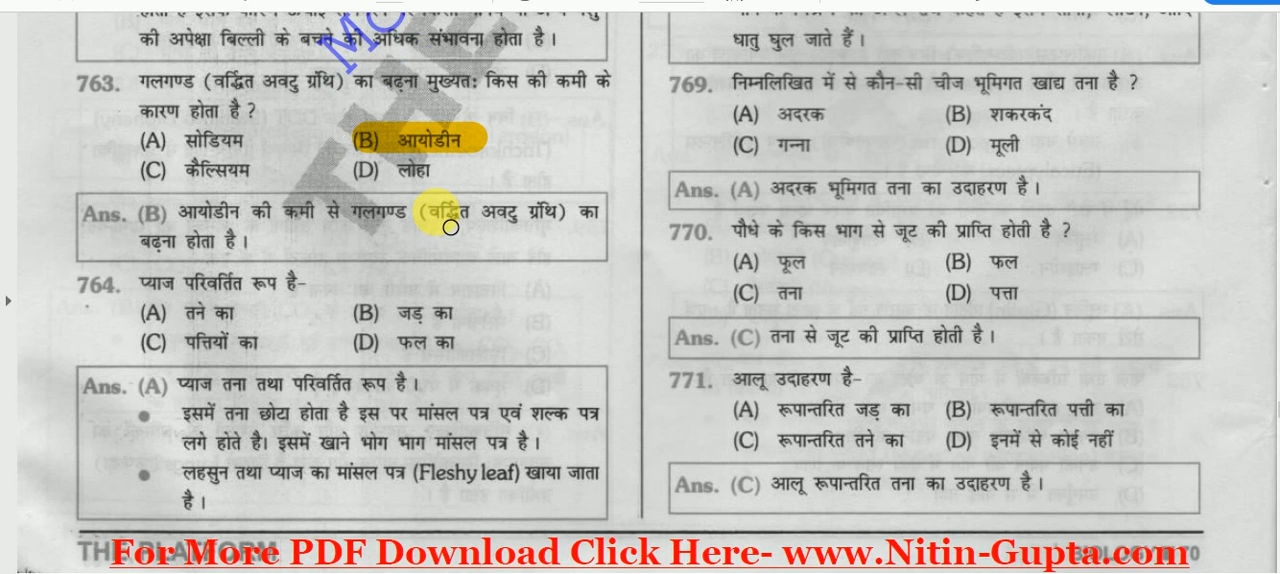 की अपेक्षा बिल्ली के बचने की अधिक संभावना होता है।
763. गलगण्ड (वर्द्धित अवटु ग्रंथि) का बढ़ना मुख्यत: किस की कमी के
कारण होता है?
(A) सोडियम (B) आयोडीन
(C) कैल्सियम (D) लोहा
Ans. (B) आयोडीन की कमी से गलगण्ड (वर्द्धित अवटु ग्रंथि) का
बढ़ना होता है।
764. प्याज परिवर्तित रूप है-
(A) तने का (B) जड़ का
(C) पत्तियों का (D) फल का
Ans. (A) प्याज तना तथा परिवर्तित रूप है।
● इसमें तना छोटा होता है इस पर मांसल पत्र एवं शल्क पत्र
लगे होते है। इसमें खाने भोग भाग मांसल पत्र है।
● लहसुन तथा प्याज का मांसल पत्र (Fleshy leaf) खाया जाता
है।
धातु घुल जाते हैं।
769. निम्नलिखित में से कौन-सी चीज भूमिगत खाद्य तना है?
(A) अदरक (B) शकरकंद
(C) गन्ना (D) मूली
Ans. (A) अदरक भूमिगत तना का उदाहरण है।
770. पौधे के किस भाग से जूट की प्राप्ति होती है?
(A) फूल (B) फल
(C) तना (D) पत्ता
Ans. (C) तना से जूट की प्राप्ति होती है।
771. आलू उदाहरण है-
(A) रूपान्तरित जड़ का (B) रूपान्तरित पत्ती का
(C) रूपान्तरित तने का (D) इनमें से कोई नहीं
Ans. (C) आलू रूपान्तरित तना का उदाहरण है।
THE PLATFORM
For More PDF Download Click Here- www.Nitin-Gupta.com